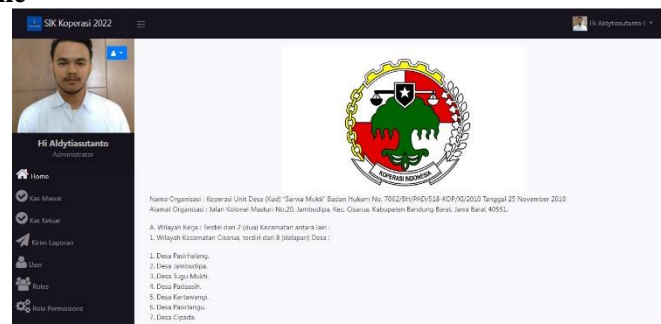 SIK Koperasi 2022
Hi Aldytiasutanto !
Hi Aldytiasutanto
Administrator
Home
Kas Masuk
Kas Keluar
Kirim Laporan
User
Roles
Role Permissions
KOPERASI INDONESIA
Nama Organisasi : Koperasi Unit Desa (Kud) "Sarwa Mukti" Badan Hukum No. 7062/BH/PAD/518-KOP/XI/2010 Tanggal 25 November 2010
Alamat Organisasi : Jalan Kolonel Masturi No.20, Jambudipa, Kec. Cisarua, Kabupaten Bandung Barat, Jawa Barat 40551.
A. Wilayah Kerja : Terdiri dari 2 (dua) Kecamatan antara lain :
1. Wilayah Kecamatan Cisarua, terdiri dari 8 (delapan) Desa :
1. Desa Pasirhalang.
2. Desa Jambudipa.
3. Desa Tugu Mukti.
4. Desa Padaasih.
5. Desa Kertawangi.
6. Desa Pasirlangu.
7. Desa Cipada.